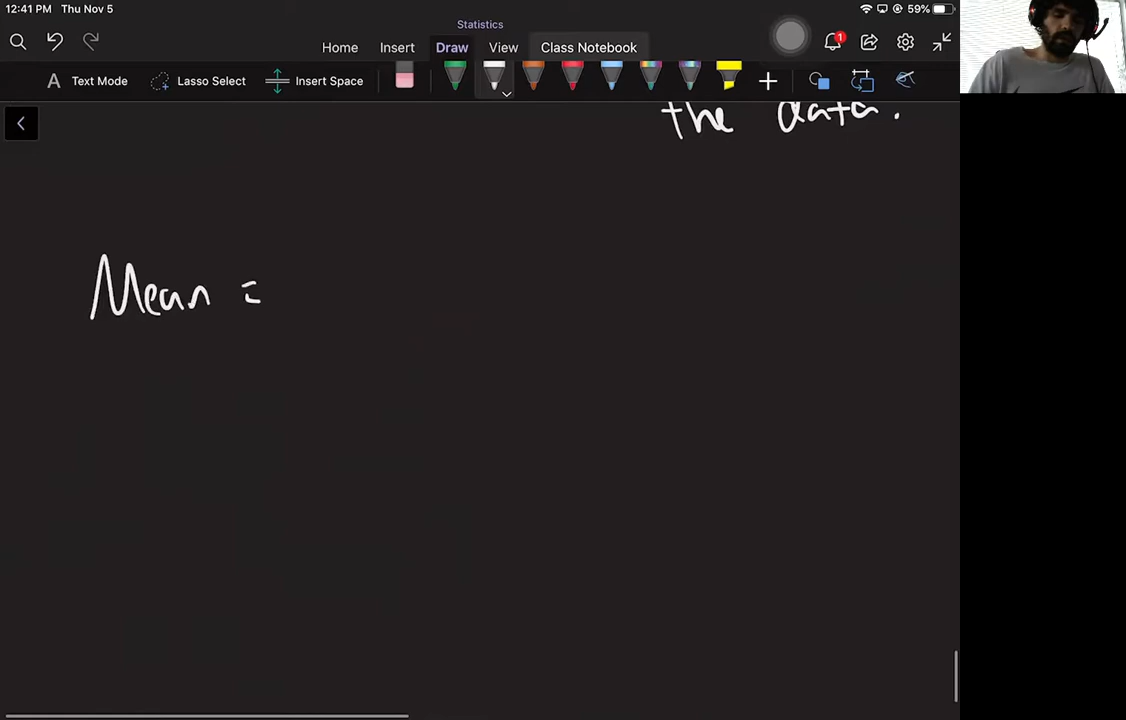 12:41 PM Thu Nov 5
59%
Statistics
Home Insert Draw View Class Notebook
1
A Text Mode Lasso Select Insert Space
the data.
Mean =